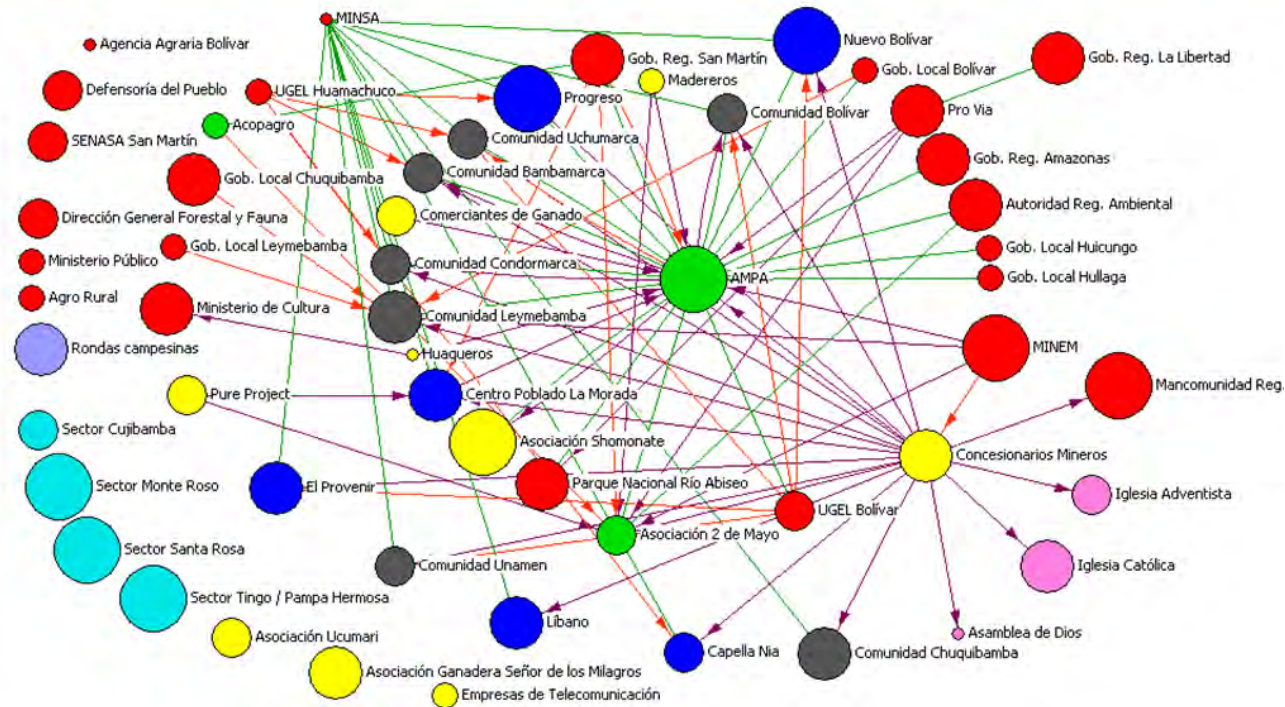 MINSA
Agencia Agraria Bolívar
Nuevo Bolívar
Gob. Reg. San Martín
Gob. Reg. La Libertad
Madereros
Gob. Local Bolívar
Defensoría del Pueblo
UGEL Huamachuco
Progreso
Comunidad Bolívar
Pro Via
Acopagro
Comunidad Uchumarca
SENASA San Martín
Gob. Reg. Amazonas
Comunidad Bambamarca
Gob. Local Chuquibamba
Autoridad Reg. Ambiental
Comerciantes de Ganado
Dirección General Forestal y Fauna
Gob. Local Leymebamba
Gob. Local Huicungo
Ministerio Público
Comunidad Condormarca
AMPA
Gob. Local Hullaga
Agro Rural
Ministerio de Cultura
Comunidad Leymebamba
Rondas campesinas
Huaqueros
MINEM
Mancomunidad Reg.
Pure Project
Centro Poblado La Morada
Sector Cujibamba
Asociación Shomonate
Concesionarios Mineros
Sector Monte Roso
El Provenir
Parque Nacional Río Abiseo
Iglesia Adventista
UGEL Bolívar
Asociación 2 de Mayo
Sector Santa Rosa
Comunidad Unamen
Iglesia Católica
Sector Tingo / Pampa Hermosa
Líbano
Asociación Ucumari
Asamblea de Dios
Capella Nia
Comunidad Chuquibamba
Asociación Ganadera Señor de los Milagros
Empresas de Telecomunicación